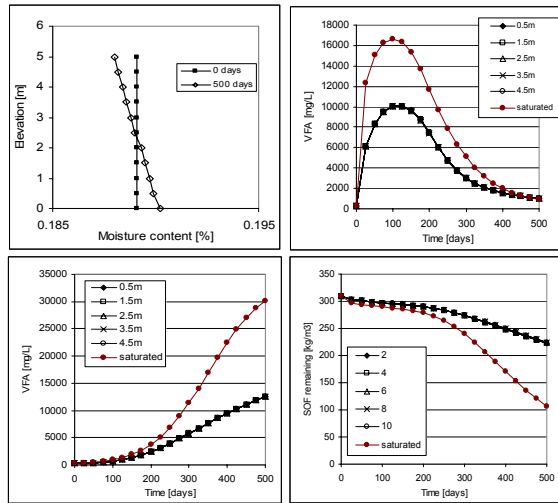 6
5
4
3
2
1
0
Elevation [m]
0 days
500 days
0.185
0.195
Moisture content [%]
18000
16000
14000
12000
10000
8000
6000
4000
2000
0
VFA [mg/L]
0.5m
1.5m
2.5m
3.5m
4.5m
saturated
0
100
200
300
400
500
Time [days]
35000
30000
25000
20000
15000
10000
5000
0
VFA [mg/L]
0.5m
1.5m
2.5m
3.5m
4.5m
saturated
0
100
200
300
400
500
Time [days]
350
300
250
200
150
100
50
0
SOF remaining [kg/m3]
2
4
6
8
10
saturated
0
100
200
300
400
500
Time [days]